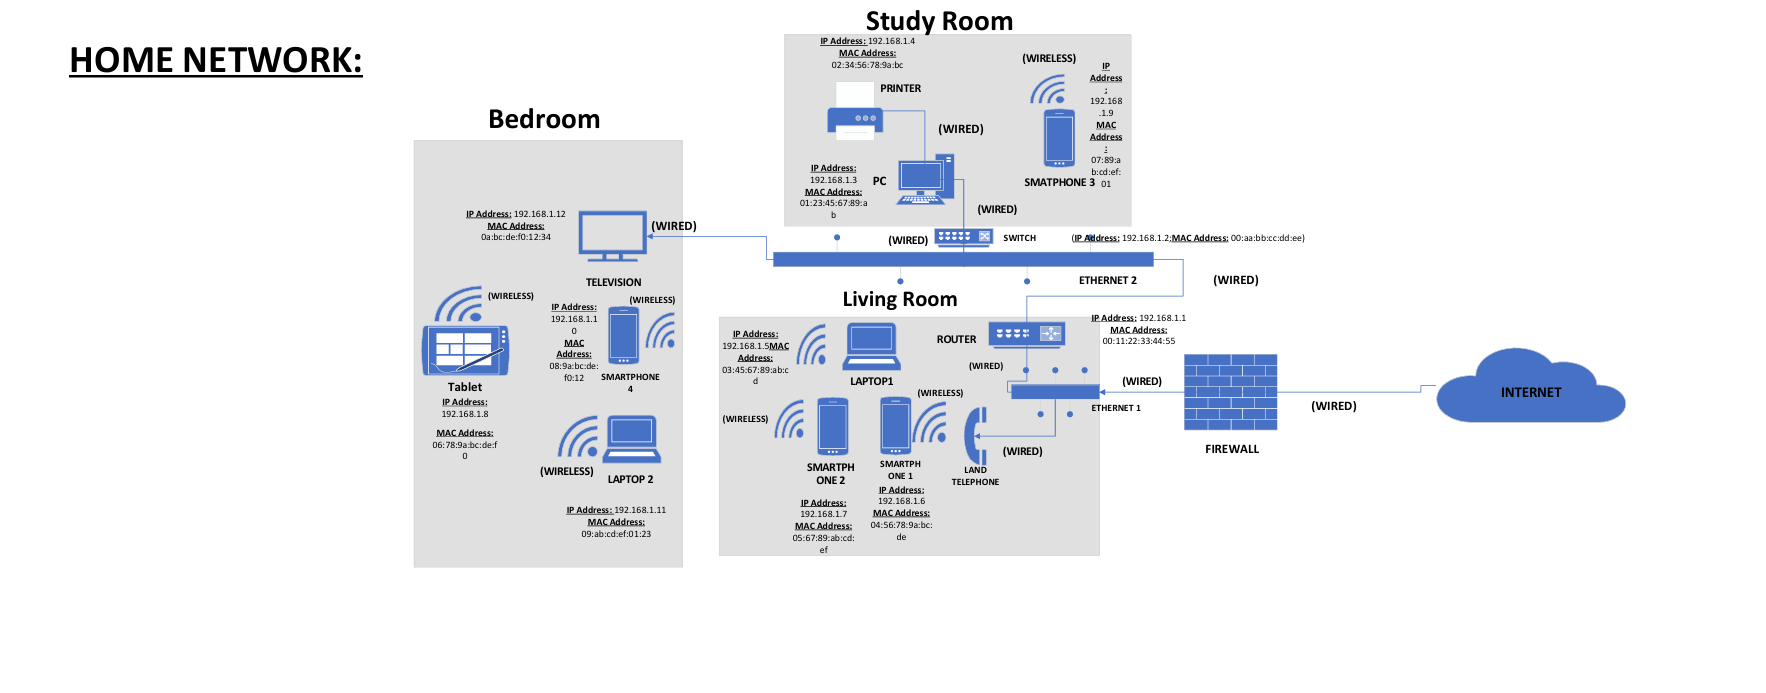 HOME NETWORK:
Study Room
IP Address: 192.168.1.4
MAC Address:
02:34:56:78:9a:bc
PRINTER
(WIRED)
(WIRELESS)
IP
Address
:
192.168
.1.9
MAC
Address
:
07:89:a
b:cd:ef:
01
SMATPHONE 3
IP Address:
192.168.1.3
MAC Address:
01:23:45:67:89:a
b
PC
(WIRED)
(WIRED)
SWITCH
(IP Address: 192.168.1.2;MAC Address: 00:aa:bb:cc:dd:ee)
ETHERNET 2
(WIRED)
Bedroom
IP Address: 192.168.1.12
MAC Address:
0a:bc:de:f0:12:34
(WIRED)
TELEVISION
(WIRELESS)
Tablet
IP Address:
192.168.1.8
MAC Address:
06:78:9a:bc:de:f
0
IP Address:
192.168.1.1
0
MAC
Address:
08:9a:bc:de:
f0:12
(WIRELESS)
SMARTPHONE
4
(WIRELESS)
LAPTOP 2
IP Address: 192.168.1.11
MAC Address:
09:ab:cd:ef:01:23
Living Room
IP Address:
192.168.1.5MAC
Address:
03:45:67:89:ab:c
d
LAPTOP1
ROUTER
IP Address: 192.168.1.1
MAC Address:
00:11:22:33:44:55
(WIRED)
(WIRELESS)
(WIRELESS)
SMARTPH
ONE 2
IP Address:
192.168.1.7
MAC Address:
05:67:89:ab:cd:
ef
SMARTPH
ONE 1
IP Address:
192.168.1.6
MAC Address:
04:56:78:9a:bc:
de
LAND
TELEPHONE
(WIRED)
ETHERNET 1
(WIRED)
FIREWALL
(WIRED)
INTERNET